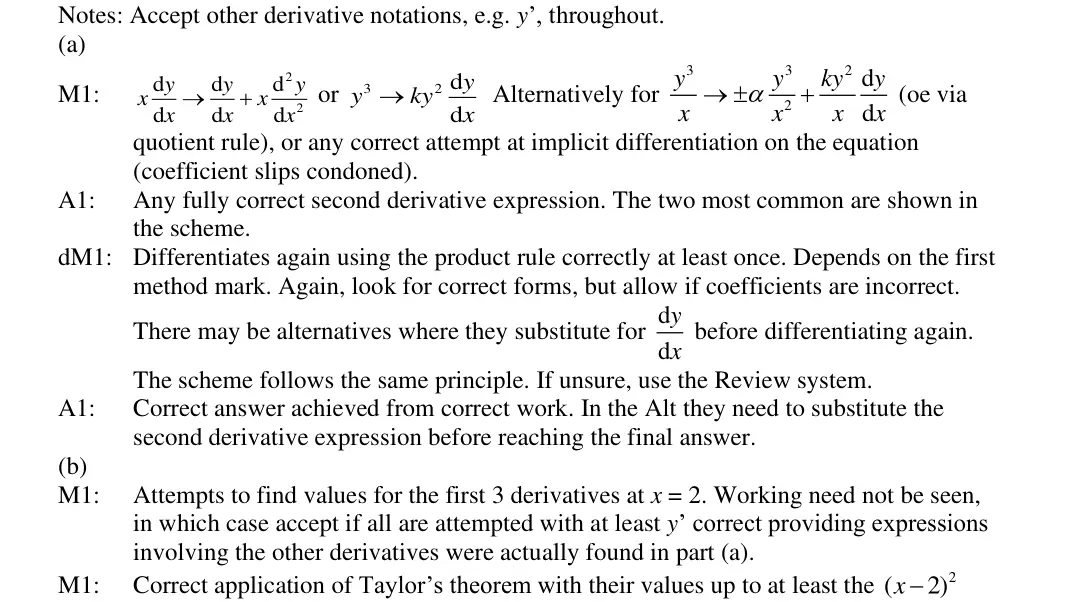 Notes: Accept other derivative notations, e.g. y’, throughout.
(a)
M1: x dy/dx → dy/dx + x d²y/dx² or y³ → ky² dy/dx Alternatively for y³/x → ±α y³/x² + ky²/x dy/dx (oe via
quotient rule), or any correct attempt at implicit differentiation on the equation
(coefficient slips condoned).
A1: Any fully correct second derivative expression. The two most common are shown in
the scheme.
dM1: Differentiates again using the product rule correctly at least once. Depends on the first
method mark. Again, look for correct forms, but allow if coefficients are incorrect.
There may be alternatives where they substitute for dy/dx before differentiating again.
The scheme follows the same principle. If unsure, use the Review system.
A1: Correct answer achieved from correct work. In the Alt they need to substitute the
second derivative expression before reaching the final answer.
(b)
M1: Attempts to find values for the first 3 derivatives at x = 2. Working need not be seen,
in which case accept if all are attempted with at least y’ correct providing expressions
involving the other derivatives were actually found in part (a).
M1: Correct application of Taylor’s theorem with their values up to at least the (x−2)²